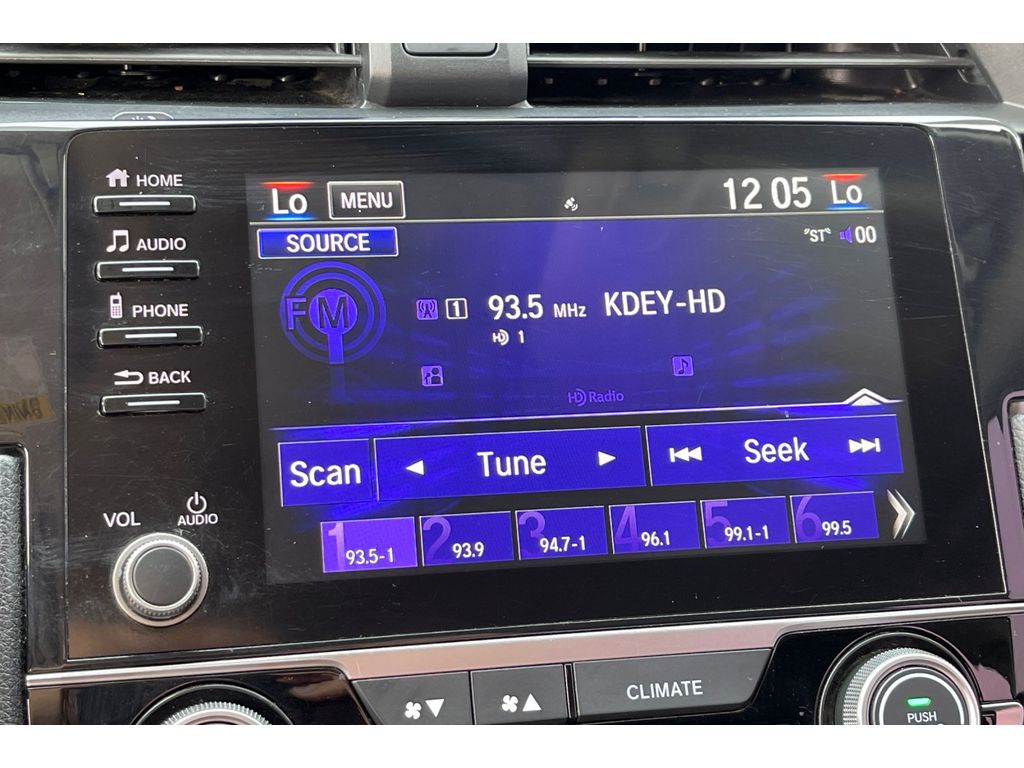 HOME
AUDIO
PHONE
BACK
VOL
AUDIO
Lo MENU 12 05 Lo
SOURCE "ST" 00
FM 1 93.5 MHz KDEY-HD
HD 1
HD Radio
Scan Tune Seek
1 93.5-1 2 93.9 3 94.7-1 4 96.1 5 99.1-1 6 99.5
CLIMATE
PUSH